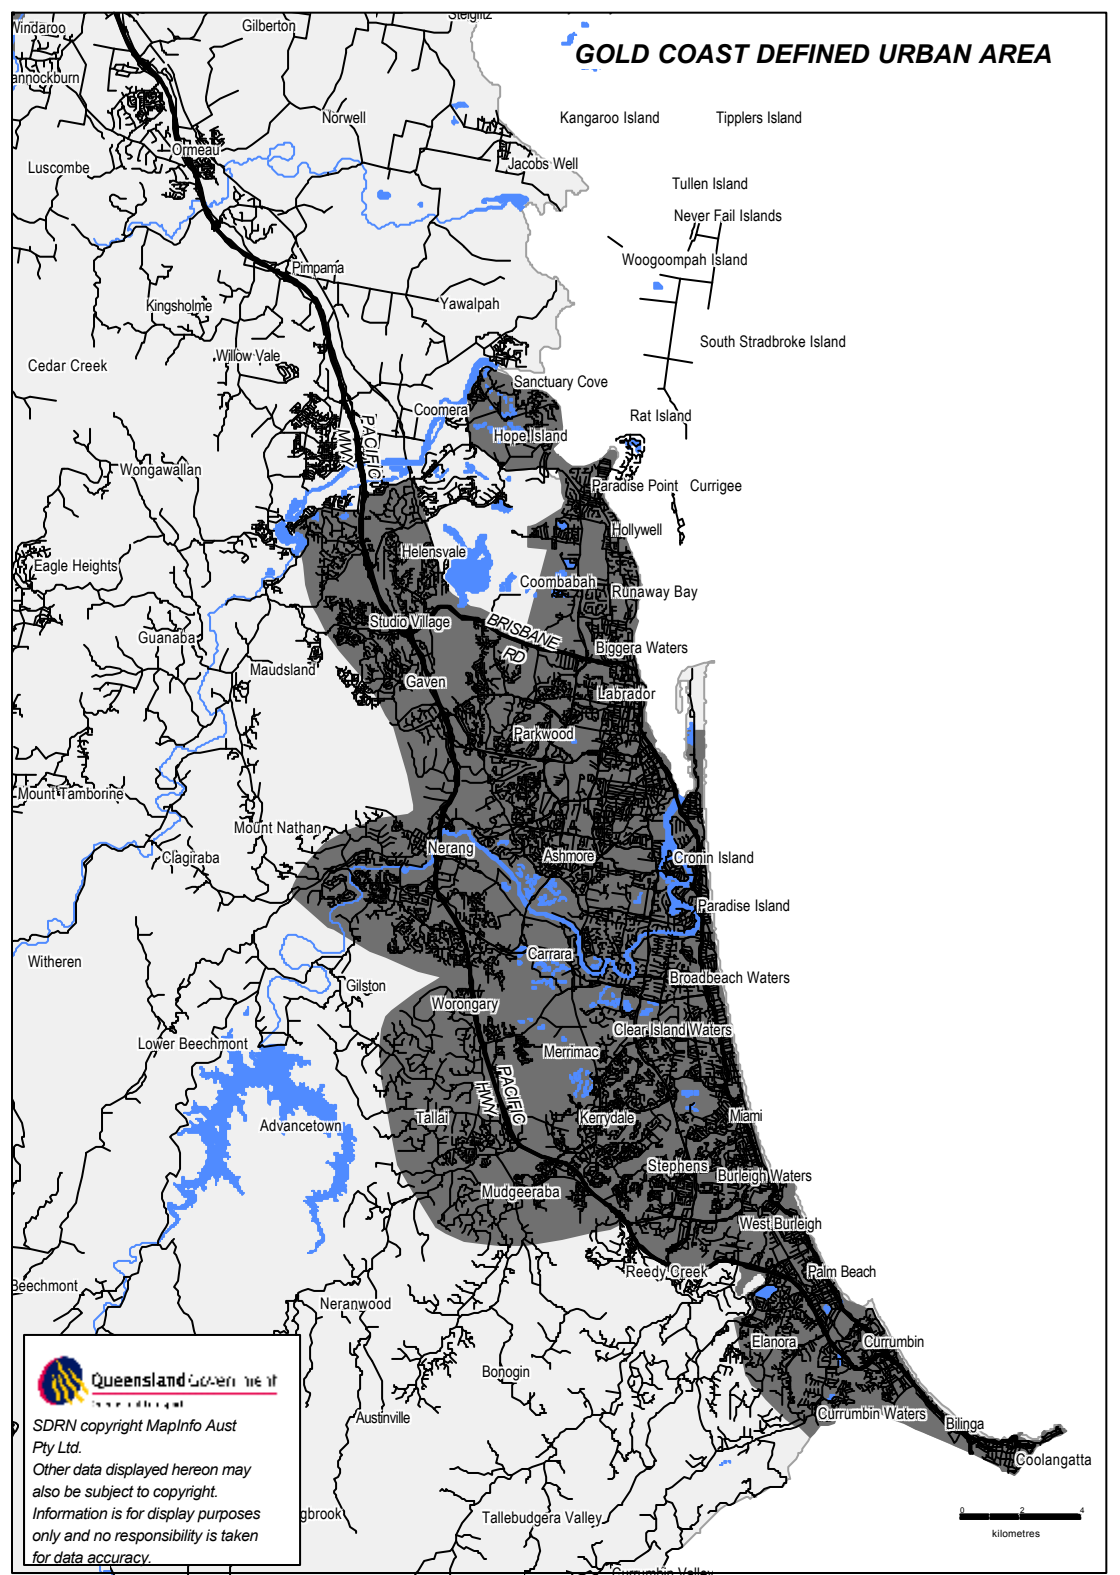 Steiglitz
Windaroo
Gilberton
GOLD COAST DEFINED URBAN AREA
annockburn
Norwell
Kangaroo Island
Tipplers Island
Ormeau
Luscombe
Jacobs Well
Tullen Island
Never Fail Islands
Pimpama
Woogoompah Island
Kingsholme
Yawalpah
South Stradbroke Island
Willow Vale
Cedar Creek
Sanctuary Cove
Coomera
Rat Island
PACIFIC
MWY
Hope Island
Wongawallan
Paradise Point
Currigee
Hollywell
Helensvale
Eagle Heights
Coombabah
Runaway Bay
Studio Village
BRISBANE
RD
Guanaba
Biggera Waters
Maudsland
Gaven
Labrador
Parkwood
Mount Tamborine
Mount Nathan
Nerang
Ashmore
Cronin Island
Clagiraba
Paradise Island
Witheren
Carrara
Broadbeach Waters
Gilston
Worongary
Clear Island Waters
Lower Beechmont
Merrimac
PACIFIC
HWY
Advancetown
Tallai
Kerrydale
Miami
Stephens
Burleigh Waters
Mudgeeraba
West Burleigh
Reedy Creek
Palm Beach
Beechmont
Neranwood
Elanora
Currumbin
Bonogin
Austinville
Currumbin Waters
Bilinga
Coolangatta
gbrook
Tallebudgera Valley
Currumbin Valley
Queensland Government
SDRN copyright MapInfo Aust
Pty Ltd.
Other data displayed hereon may
also be subject to copyright.
Information is for display purposes
only and no responsibility is taken
for data accuracy.
0 2 4
kilometres